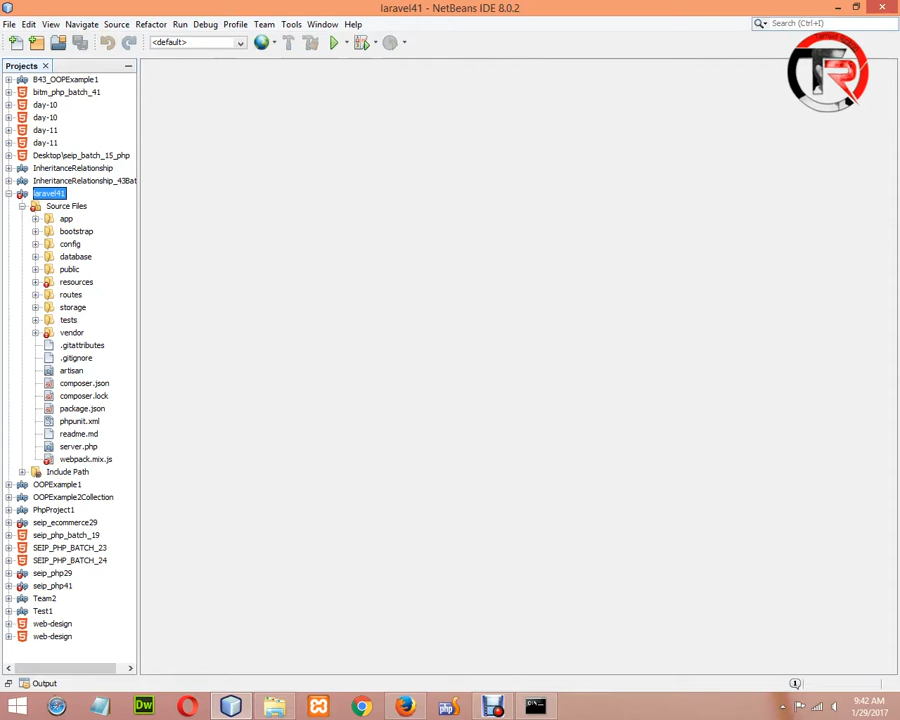 laravel41 - NetBeans IDE 8.0.2
File Edit View Navigate Source Refactor Run Debug Profile Team Tools Window Help
Search (Ctrl+I)
<default>
TR
Projects
B43_OOPExample1
bitm_php_batch_41
day-10
day-10
day-11
day-11
Desktop\seip_batch_15_php
InheritanceRelationship
InheritanceRelationship_43Bat
laravel41
Source Files
app
bootstrap
config
database
public
resources
routes
storage
tests
vendor
.gitattributes
.gitignore
artisan
composer.json
composer.lock
package.json
phpunit.xml
readme.md
server.php
webpack.mix.js
Include Path
OOPExample1
OOPExample2Collection
PhpProject1
seip_ecommerce29
seip_php_batch_19
SEIP_PHP_BATCH_23
SEIP_PHP_BATCH_24
seip_php29
seip_php41
Team2
Test1
web-design
web-design
Output
Dw
9:42 AM
1/29/2017